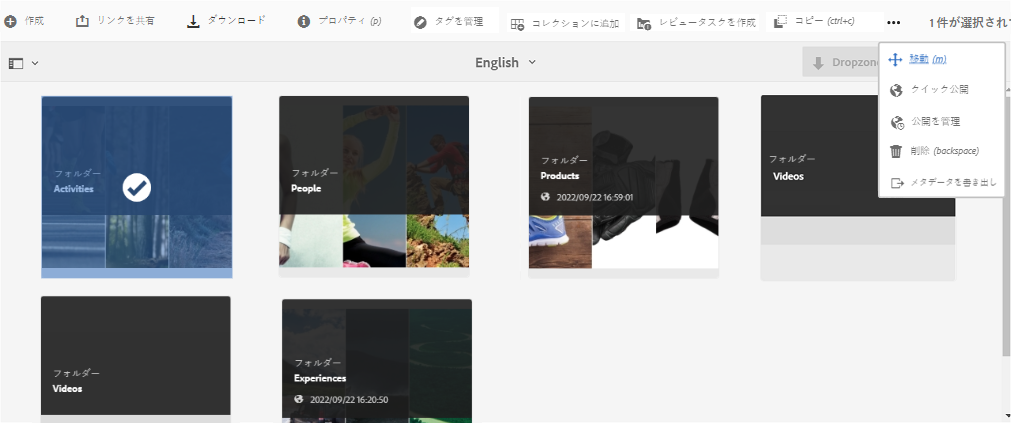 作成
リンクを共有
ダウンロード
プロパティ (p)
タグを管理
コレクションに追加
レビュータスクを作成
コピー (ctrl+c)
1 件が選択され
English
Dropzon
移動 (m)
クイック公開
公開を管理
削除 (backspace)
メタデータを書き出し
フォルダー
Activities
フォルダー
People
フォルダー
Products
2022/09/22 16:59:01
フォルダー
Videos
フォルダー
Videos
フォルダー
Experiences
2022/09/22 16:20:50